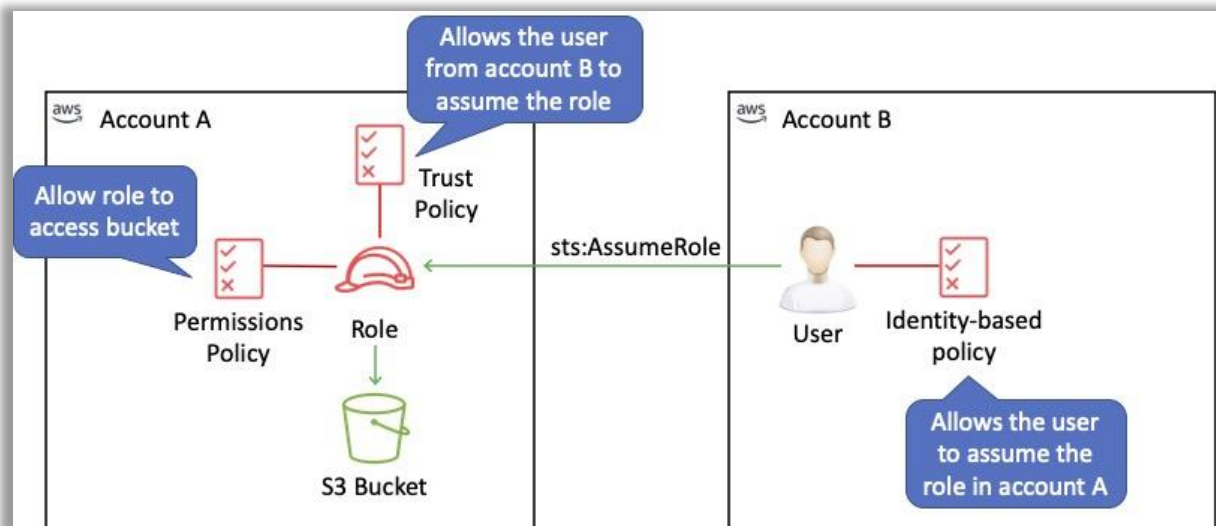 Allows the user
from account B to
assume the role
aws
Account A
aws
Account B
Allow role to
access bucket
Trust
Policy
sts:AssumeRole
Permissions
Policy
Role
User
Identity-based
policy
S3 Bucket
Allows the user
to assume the
role in account A